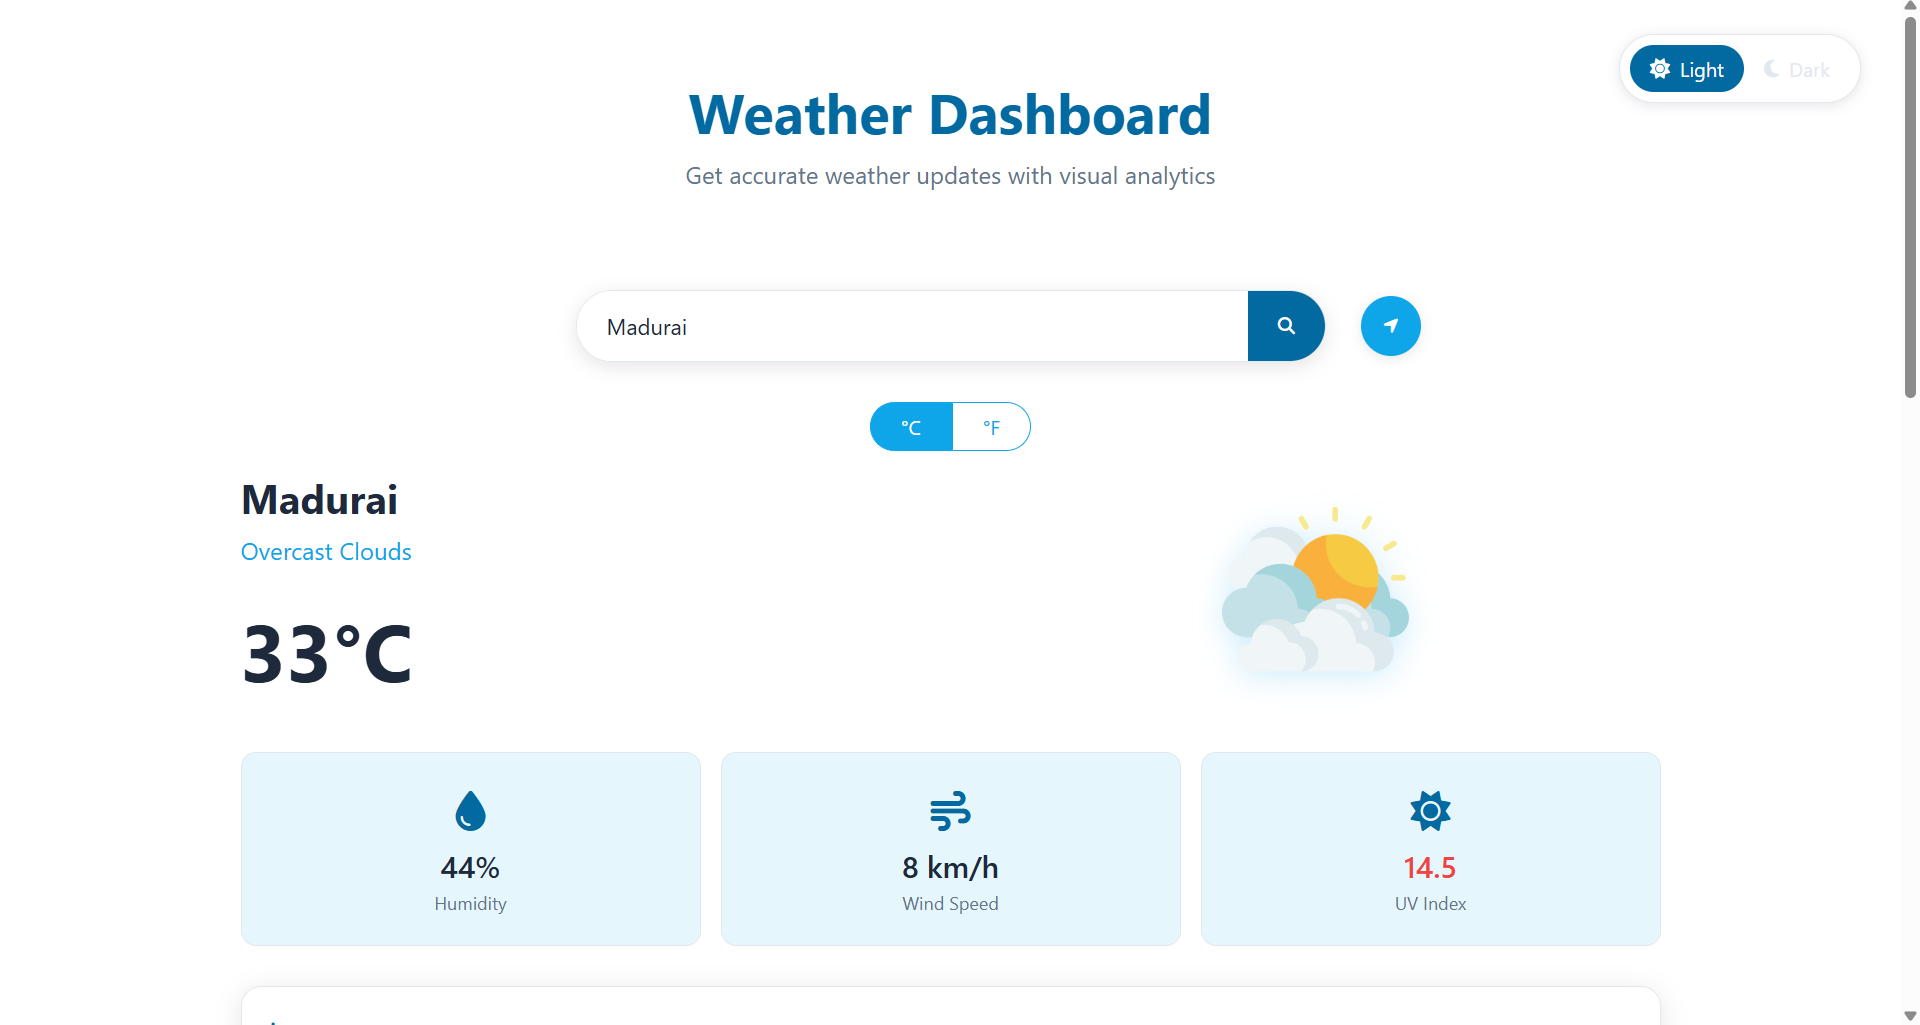 Light
Dark
Weather Dashboard
Get accurate weather updates with visual analytics
Madurai
°C
°F
Madurai
Overcast Clouds
33°C
44%
Humidity
8 km/h
Wind Speed
14.5
UV Index